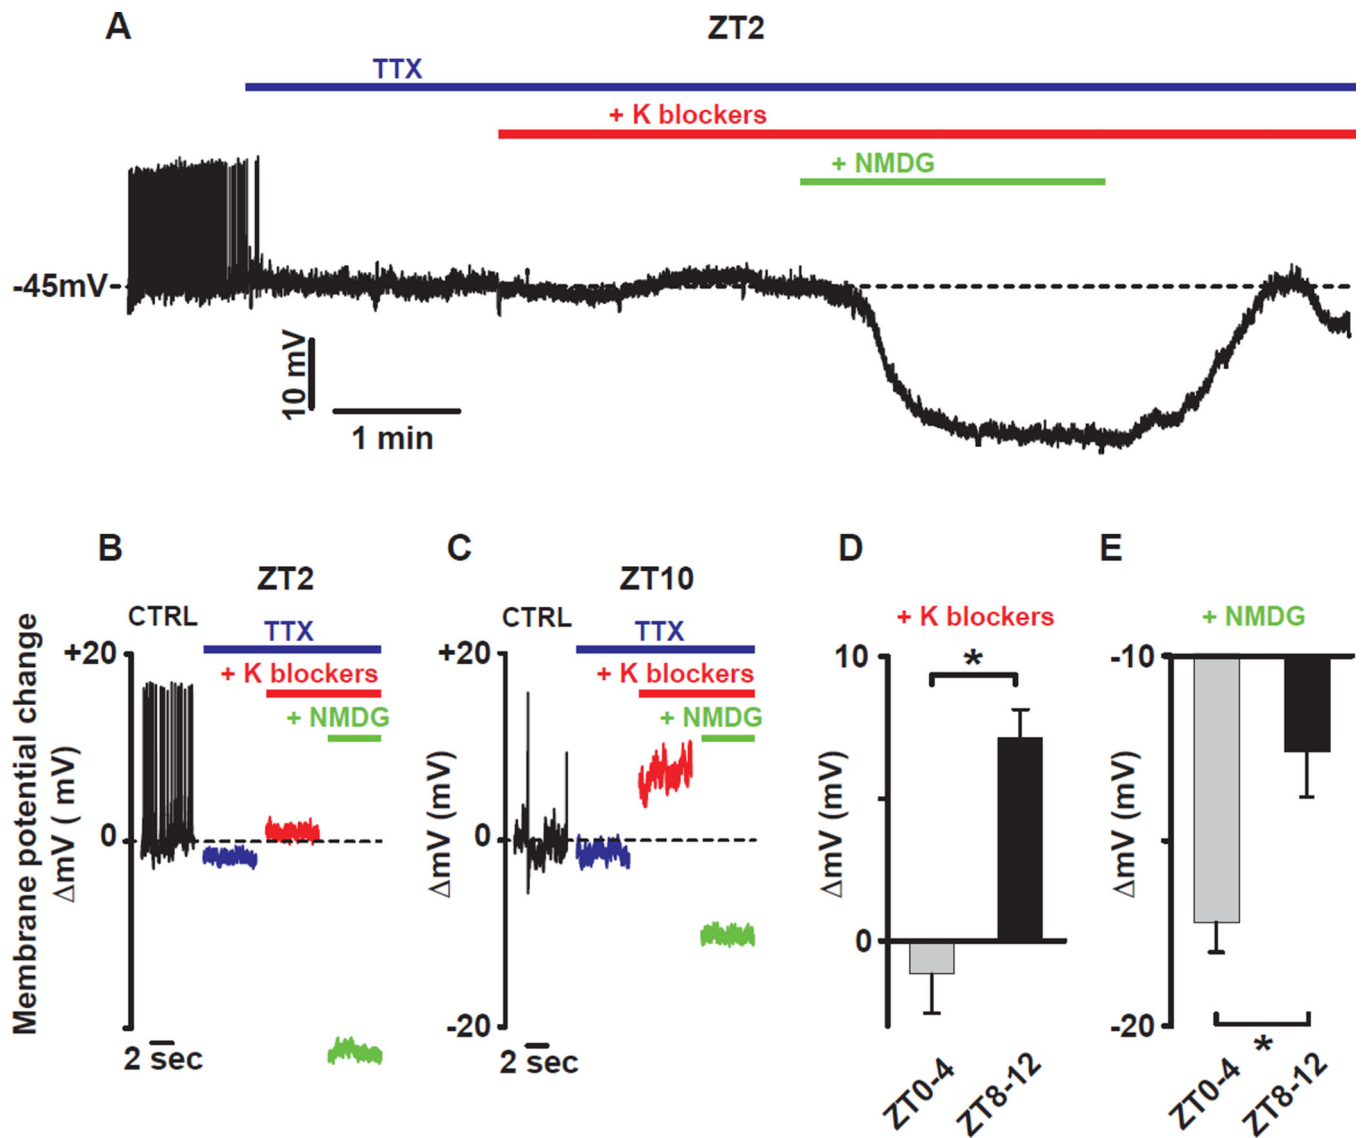 A
ZT2
TTX
+ K blockers
+ NMDG
-45mV
10 mV
1 min
B
C
D
E
ZT2
ZT10
CTRL
TTX
+ K blockers
+ NMDG
CTRL
TTX
+ K blockers
+ NMDG
+ K blockers
+ NMDG
Membrane potential change
ΔmV ( mV)
+20
0
2 sec
ΔmV (mV)
+20
0
-20
2 sec
ΔmV (mV)
10
0
*
ZT0-4
ZT8-12
ΔmV (mV)
-10
-20
*
ZT0-4
ZT8-12